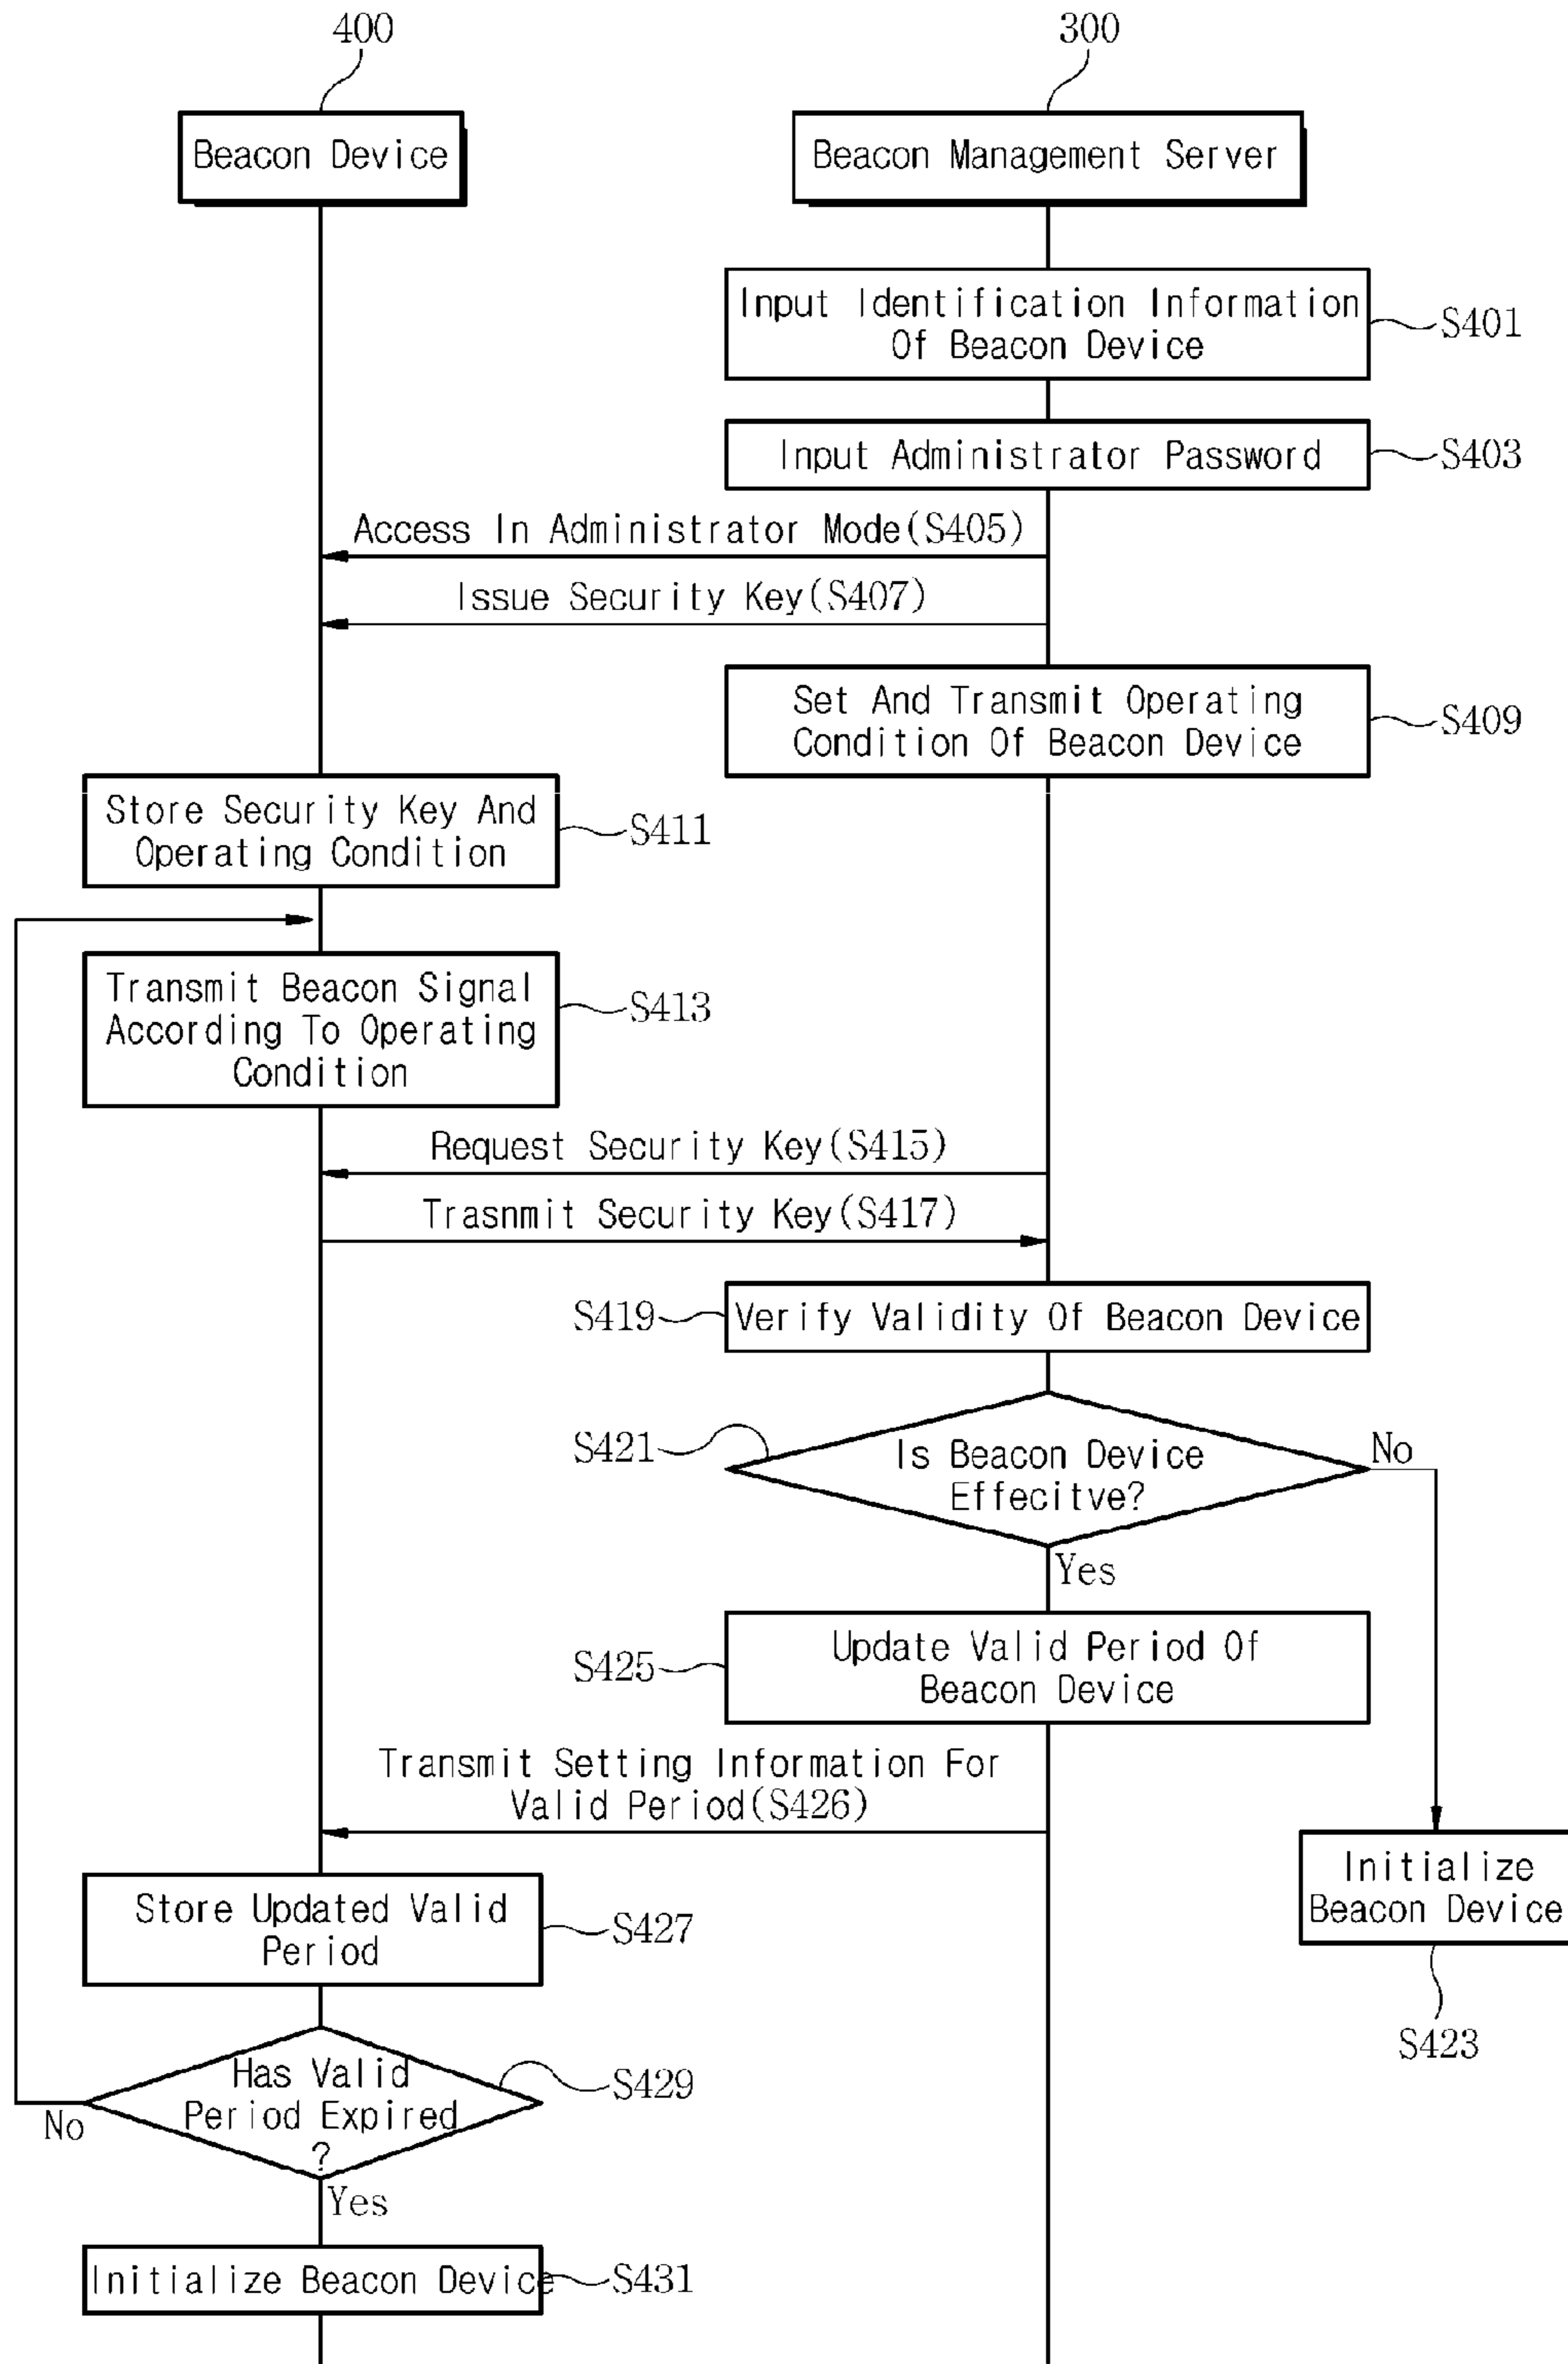 400
300
Beacon Device
Beacon Management Server
Input Identification Information
Of Beacon Device
S401
Input Administrator Password
S403
Access In Administrator Mode(S405)
Issue Security Key(S407)
Set And Transmit Operating
Condition Of Beacon Device
S409
Store Security Key And
Operating Condition
S411
Transmit Beacon Signal
According To Operating
Condition
S413
Request Security Key(S415)
Trasnmit Security Key(S417)
S419
Verify Validity Of Beacon Device
S421
Is Beacon Device
Effecitve?
No
Yes
S425
Update Valid Period Of
Beacon Device
Transmit Setting Information For
Valid Period(S426)
Initialize
Beacon Device
S423
Store Updated Valid
Period
S427
Has Valid
Period Expired
?
S429
No
Yes
Initialize Beacon Device
S431